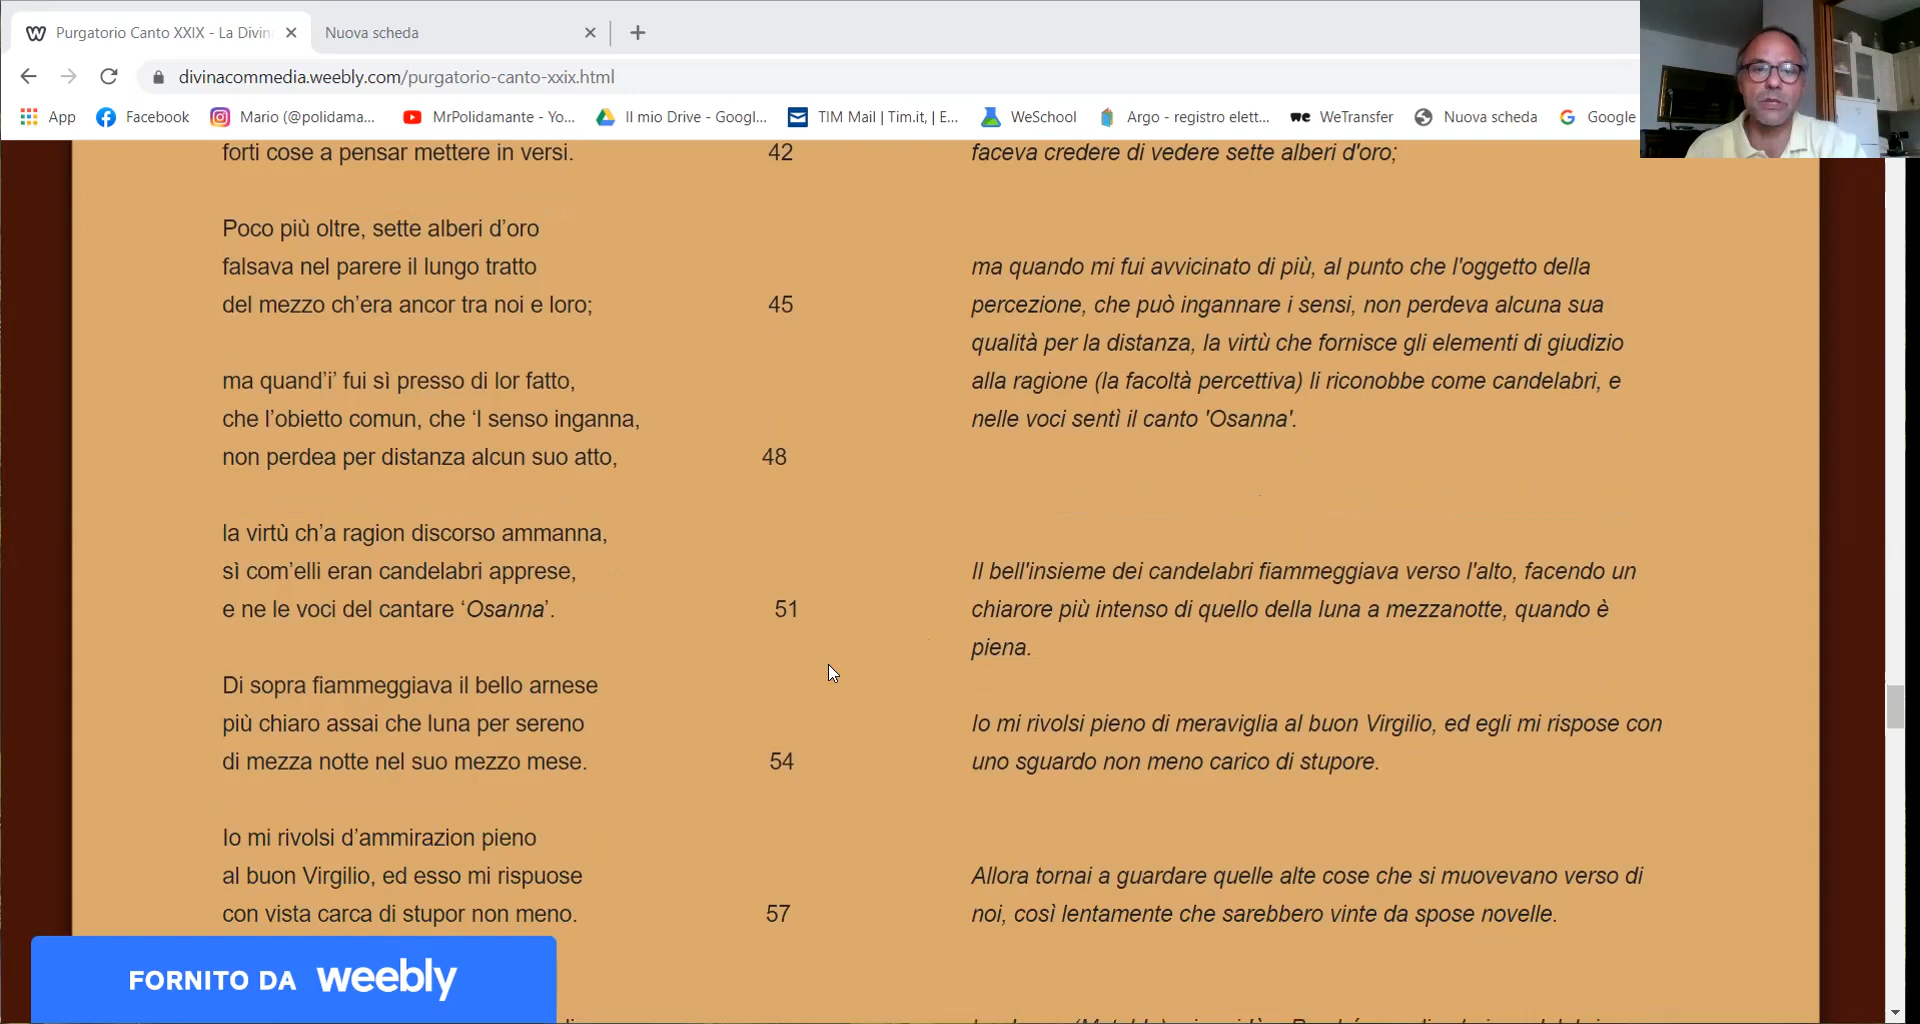 Purgatorio Canto XXIX - La Divin
Nuova scheda
divinacommedia.weebly.com/purgatorio-canto-xxix.html
App
Facebook
Mario (@polidama...
MrPolidamante - Yo...
Il mio Drive - Googl...
TIM Mail | Tim.it, | E...
WeSchool
Argo - registro elett...
we WeTransfer
Nuova scheda
Google
forti cose a pensar mettere in versi. 42
Poco più oltre, sette alberi d’oro
falsava nel parere il lungo tratto
del mezzo ch’era ancor tra noi e loro; 45
ma quand’i’ fui sì presso di lor fatto,
che l’obietto comun, che ‘l senso inganna,
non perdea per distanza alcun suo atto, 48
la virtù ch’a ragion discorso ammanna,
sì com’elli eran candelabri apprese,
e ne le voci del cantare ‘Osanna’. 51
Di sopra fiammeggiava il bello arnese
più chiaro assai che luna per sereno
di mezza notte nel suo mezzo mese. 54
Io mi rivolsi d’ammirazion pieno
al buon Virgilio, ed esso mi rispuose
con vista carca di stupor non meno. 57
faceva credere di vedere sette alberi d'oro;
ma quando mi fui avvicinato di più, al punto che l'oggetto della
percezione, che può ingannare i sensi, non perdeva alcuna sua
qualità per la distanza, la virtù che fornisce gli elementi di giudizio
alla ragione (la facoltà percettiva) li riconobbe come candelabri, e
nelle voci sentì il canto 'Osanna'.
Il bell'insieme dei candelabri fiammeggiava verso l'alto, facendo un
chiarore più intenso di quello della luna a mezzanotte, quando è
piena.
Io mi rivolsi pieno di meraviglia al buon Virgilio, ed egli mi rispose con
uno sguardo non meno carico di stupore.
Allora tornai a guardare quelle alte cose che si muovevano verso di
noi, così lentamente che sarebbero vinte da spose novelle.
FORNITO DA weebly